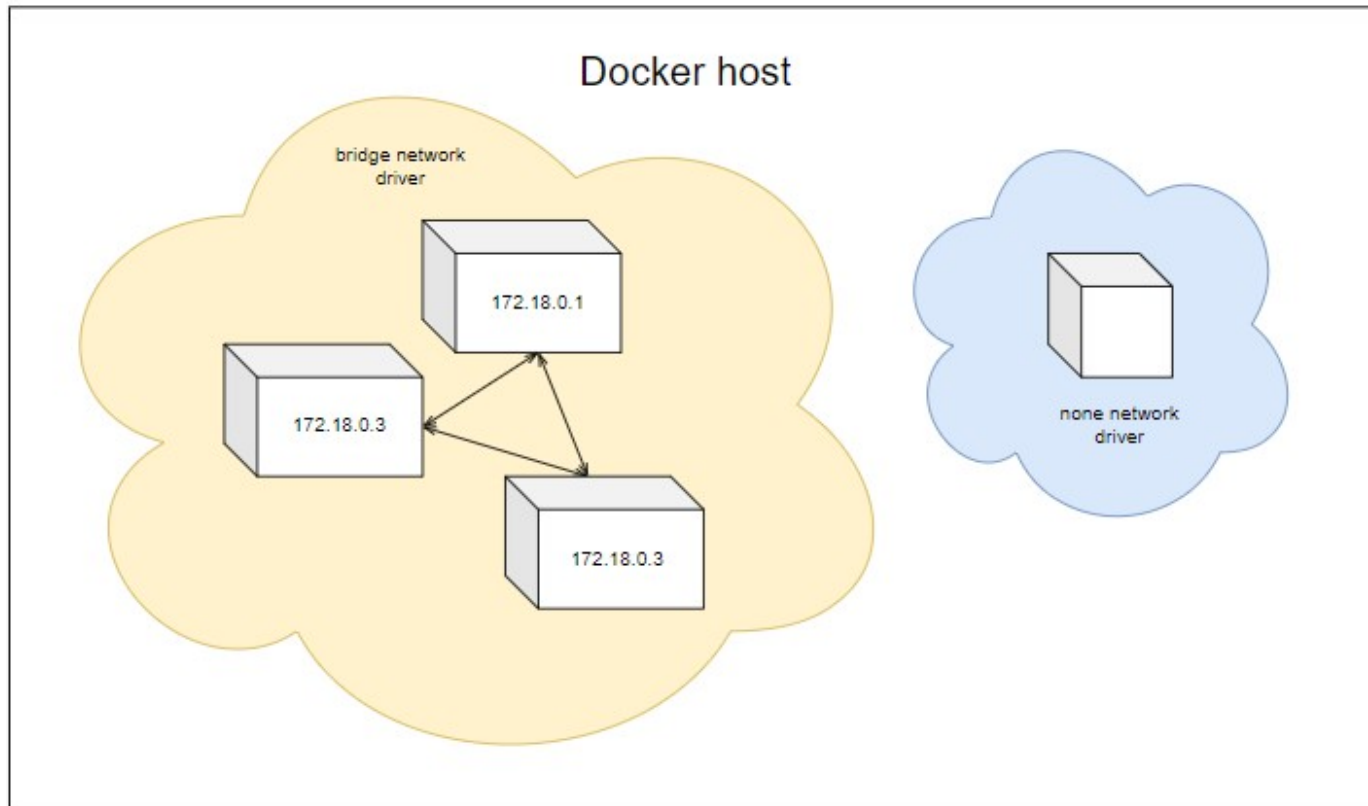 Docker host
bridge network
driver
172.18.0.1
172.18.0.3
172.18.0.3
none network
driver